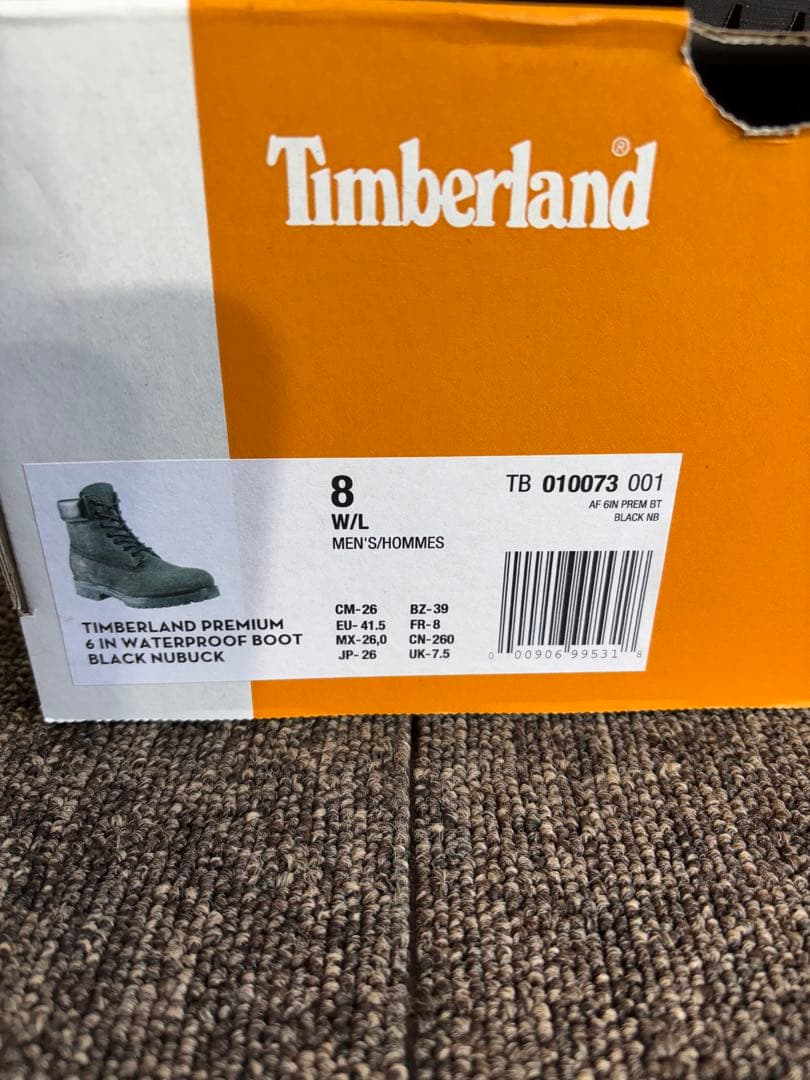 Timberland®
8
W/L
MEN'S/HOMMES
TB 010073 001
AF 6IN PREM BT
BLACK NB
TIMBERLAND PREMIUM
6 IN WATERPROOF BOOT
BLACK NUBUCK
CM-26 BZ-39
EU-41.5 FR-8
MX-26,0 CN-260
JP-26 UK-7.5
0 00906 99531 8